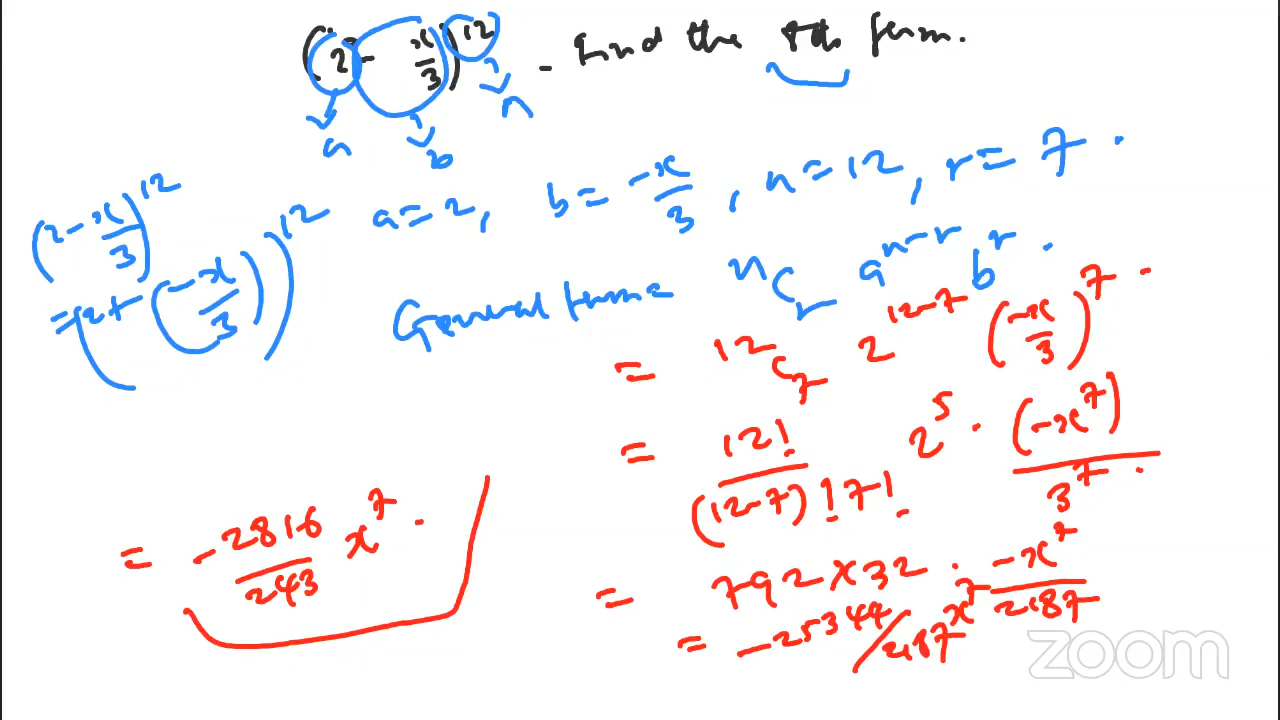 (2 - x/3)^12 - Find the 8th term.
a b n
(2 - x/3)^12
= (2 + (-x/3))^12
a = 2, b = -x/3, n = 12, r = 7.
General term = nCr a^(n-r) b^r.
= 12C7 2^(12-7) (-x/3)^7.
= 12!/(12-7)!7! 2^5 . (-x^7)/3^7.
= 792 × 32 . -x^7/2187
= -25344/2187 x^7
= -2816/243 x^7.
zoom